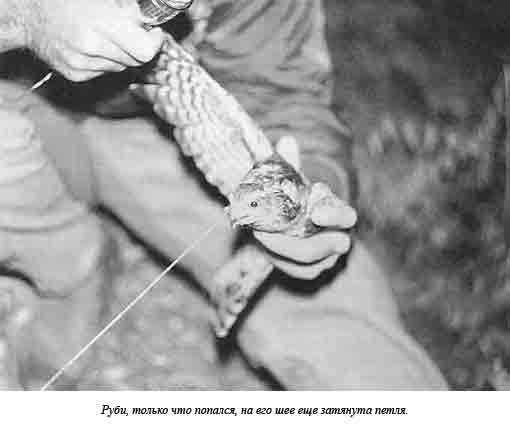 Руби, только что попался, на его шее еще затянута петля.